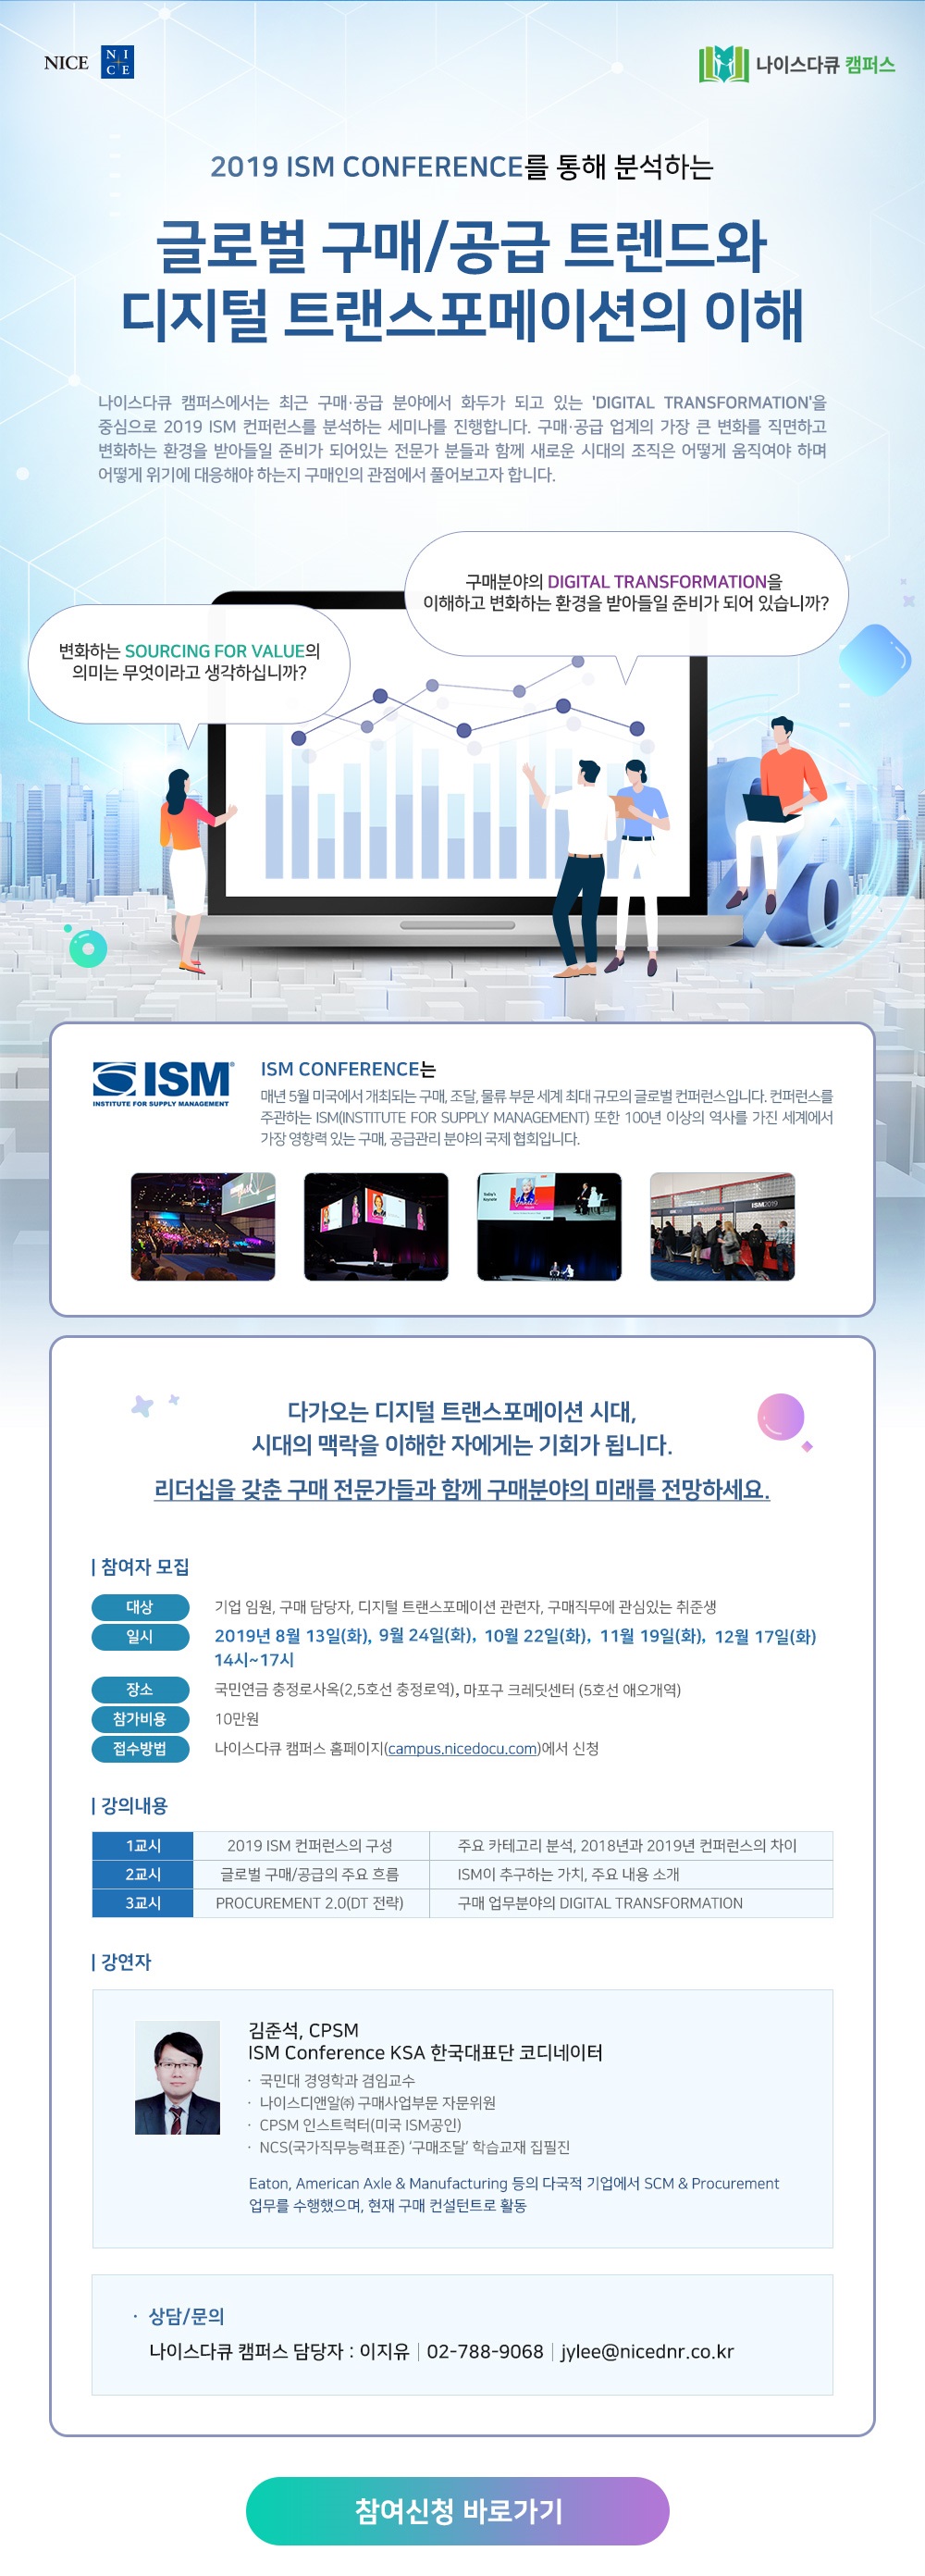 NICE
NI
CE
나이스다큐 캠퍼스
2019 ISM CONFERENCE를 통해 분석하는
글로벌 구매/공급 트렌드와
디지털 트랜스포메이션의 이해
나이스다큐 캠퍼스에서는 최근 구매·공급 분야에서 화두가 되고 있는 'DIGITAL TRANSFORMATION'을
중심으로 2019 ISM 컨퍼런스를 분석하는 세미나를 진행합니다. 구매·공급 업계의 가장 큰 변화를 직면하고
변화하는 환경을 받아들일 준비가 되어있는 전문가 분들과 함께 새로운 시대의 조직은 어떻게 움직여야 하며
어떻게 위기에 대응해야 하는지 구매인의 관점에서 풀어보고자 합니다.
구매분야의 DIGITAL TRANSFORMATION을
이해하고 변화하는 환경을 받아들일 준비가 되어 있습니까?
변화하는 SOURCING FOR VALUE의
의미는 무엇이라고 생각하십니까?
%
ISM
INSTITUTE FOR SUPPLY MANAGEMENT
ISM CONFERENCE는
매년 5월 미국에서 개최되는 구매, 조달, 물류 부문 세계 최대 규모의 글로벌 컨퍼런스입니다. 컨퍼런스를
주관하는 ISM(INSTITUTE FOR SUPPLY MANAGEMENT) 또한 100년 이상의 역사를 가진 세계에서
가장 영향력 있는 구매, 공급관리 분야의 국제 협회입니다.
ISM2019
다가오는 디지털 트랜스포메이션 시대,
시대의 맥락을 이해한 자에게는 기회가 됩니다.
리더십을 갖춘 구매 전문가들과 함께 구매분야의 미래를 전망하세요.
| 참여자 모집
대상 기업 임원, 구매 담당자, 디지털 트랜스포메이션 관련자, 구매직무에 관심있는 취준생
일시 2019년 8월 13일(화), 9월 24일(화), 10월 22일(화), 11월 19일(화), 12월 17일(화)
14시~17시
장소 국민연금 충정로사옥(2,5호선 충정로역), 마포구 크레딧센터 (5호선 애오개역)
참가비용 10만원
접수방법 나이스다큐 캠퍼스 홈페이지(campus.nicedocu.com)에서 신청
| 강의내용
1교시 2019 ISM 컨퍼런스의 구성 주요 카테고리 분석, 2018년과 2019년 컨퍼런스의 차이
2교시 글로벌 구매/공급의 주요 흐름 ISM이 추구하는 가치, 주요 내용 소개
3교시 PROCUREMENT 2.0(DT 전략) 구매 업무분야의 DIGITAL TRANSFORMATION
| 강연자
김준석, CPSM
ISM Conference KSA 한국대표단 코디네이터
· 국민대 경영학과 겸임교수
· 나이스디앤알㈜ 구매사업부문 자문위원
· CPSM 인스트럭터(미국 ISM공인)
· NCS(국가직무능력표준) ‘구매조달’ 학습교재 집필진
Eaton, American Axle & Manufacturing 등의 다국적 기업에서 SCM & Procurement
업무를 수행했으며, 현재 구매 컨설턴트로 활동
· 상담/문의
나이스다큐 캠퍼스 담당자 : 이지유 | 02-788-9068 | jylee@nicednr.co.kr
참여신청 바로가기